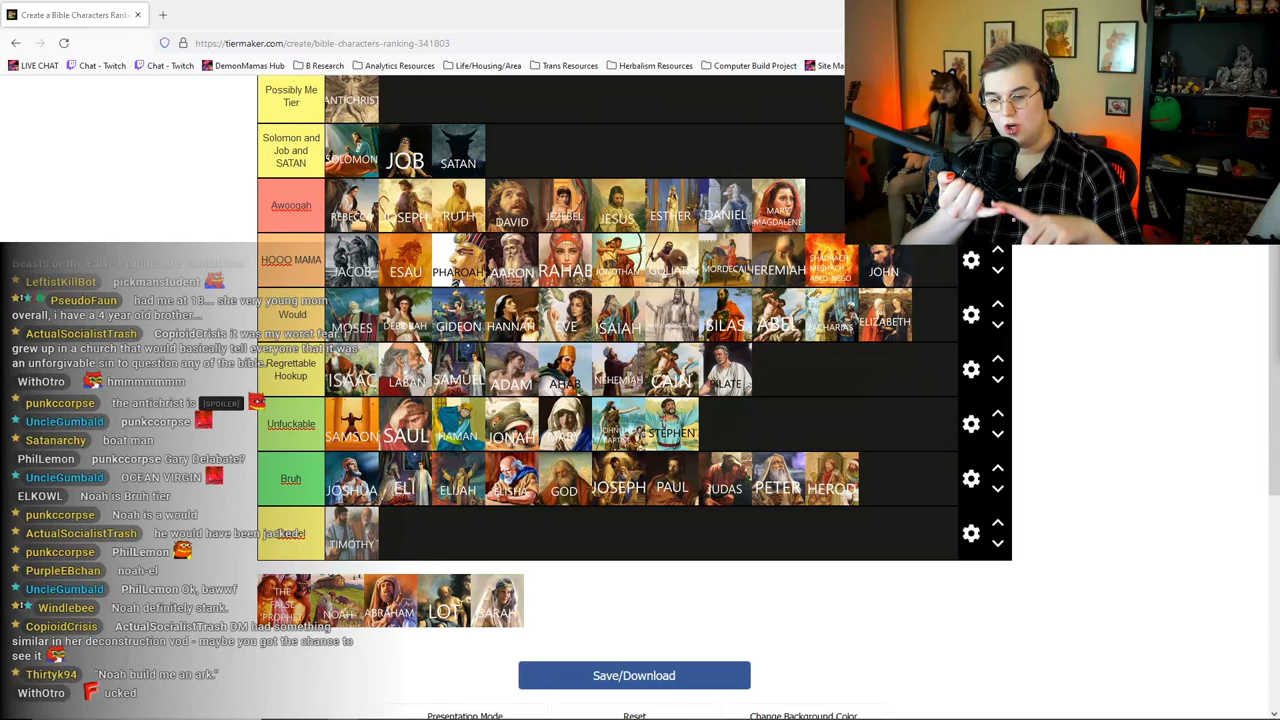 Create a Bible Characters Rankin
https://tiermaker.com/create/bible-characters-ranking-341803
LIVE CHAT
Chat - Twitch
Chat - Twitch
DemonMamas Hub
B Research
Analytics Resources
Life/Housing/Area
Trans Resources
Herbalism Resources
Computer Build Project
Site Ma
Possibly Me
Tier
ANTICHRIST
Solomon and
Job and
SATAN
SOLOMON
JOB
SATAN
Awoogah
REBECCA
JOSEPH
RUTH
DAVID
JEZEBEL
JESUS
ESTHER
DANIEL
MARY
MAGDALENE
HOOO MAMA
JACOB
ESAU
PHAROAH
AARON
RAHAB
JONOTHAN
GOLIATH
MORDECAI
JEREMIAH
SHADRACH
MESHACH
ABED-NEGO
JOHN
Would
MOSES
DEBORAH
GIDEON
HANNAH
EVE
ISAIAH
SILAS
ABEL
ZACHARIAS
ELIZABETH
Regrettable
Hookup
ISAAC
LABAN
SAMUEL
ADAM
AHAB
NEHEMIAH
CAIN
PILATE
Unfuckable
SAMSON
SAUL
HAMAN
JONAH
MARY
JOHN THE
BAPTIST
STEPHEN
Bruh
JOSHUA
ELI
ELIJAH
ELISHA
GOD
JOSEPH
PAUL
JUDAS
PETER
HEROD
TIMOTHY
THE
FALSE
PROPHET
NOAH
ABRAHAM
LOT
SARAH
Save/Download
Presentation Mode
Reset
Change Background Color
LeftistKillBot pickmanstudent
PseudoFaun had me at 18... she very young mom
overall, i have a 4 year old brother...
ActualSocialistTrash CopioidCrisis it was my worst fear. I
grew up in a church that would basically tell everyone that it was
an unforgivable sin to question any of the bible.
WithOtro hmmmmmmm
punkccorpse the antichrist is [SPOILER]
UncleGumbald punkccorpse
Satanarchy boat man
PhilLemon punkccorpse Gary Delabate?
UncleGumbald OCEAN VIRGIN
ELKOWL Noah is Bruh tier
punkccorpse Noah is a would
ActualSocialistTrash he would have been jacked
punkccorpse PhilLemon
PurpleEBchan noah-el
UncleGumbald PhilLemon Ok, bawwf
Windlebee Noah definitely stank.
CopioidCrisis ActualSocialistTrash DM had something
similar in her deconstruction vod - maybe you got the chance to
see it
Thirtyk94 "Noah build me an ark."
WithOtro F ucked